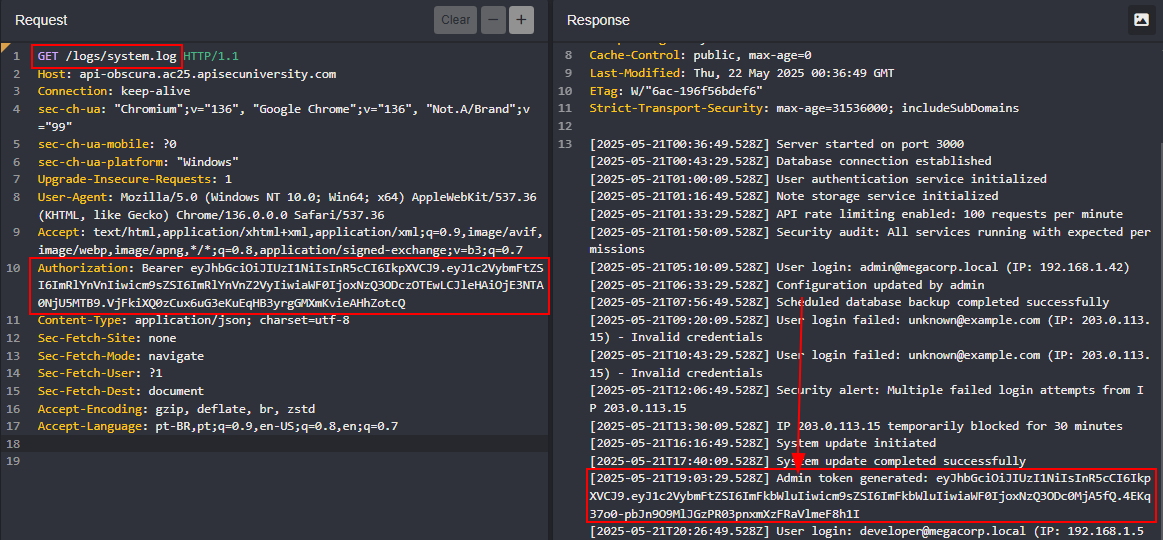 Request
Clear
−
+
1 GET /logs/system.log HTTP/1.1
2 Host: api-obscura.ac25.apisecuniversity.com
3 Connection: keep-alive
4 sec-ch-ua: "Chromium";v="136", "Google Chrome";v="136", "Not.A/Brand";v
="99"
5 sec-ch-ua-mobile: ?0
6 sec-ch-ua-platform: "Windows"
7 Upgrade-Insecure-Requests: 1
8 User-Agent: Mozilla/5.0 (Windows NT 10.0; Win64; x64) AppleWebKit/537.36
(KHTML, like Gecko) Chrome/136.0.0.0 Safari/537.36
9 Accept: text/html,application/xhtml+xml,application/xml;q=0.9,image/avif,
image/webp,image/apng,*/*;q=0.8,application/signed-exchange;v=b3;q=0.7
10 Authorization: Bearer eyJhbGciOiJIUzI1NiIsInR5cCI6IkpXVCJ9.eyJ1c2VybmFtZS
I6ImRlYnVnIiwicm9sZSI6ImRlYnVnZ2VyIiwiaWF0IjoxNzQ3ODczOTEwLCJleHAiOjE3NTA
0NjU5MTB9.VjFkiXQ0zCux6uG3eKuEqHB3yrgGMXmKvieAHhZotcQ
11 Content-Type: application/json; charset=utf-8
12 Sec-Fetch-Site: none
13 Sec-Fetch-Mode: navigate
14 Sec-Fetch-User: ?1
15 Sec-Fetch-Dest: document
16 Accept-Encoding: gzip, deflate, br, zstd
17 Accept-Language: pt-BR,pt;q=0.9,en-US;q=0.8,en;q=0.7
18
19
Response
8 Cache-Control: public, max-age=0
9 Last-Modified: Thu, 22 May 2025 00:36:49 GMT
10 ETag: W/"6ac-196f56bdef6"
11 Strict-Transport-Security: max-age=31536000; includeSubDomains
12
13 [2025-05-21T00:36:49.528Z] Server started on port 3000
[2025-05-21T00:43:29.528Z] Database connection established
[2025-05-21T01:00:09.528Z] User authentication service initialized
[2025-05-21T01:16:49.528Z] Note storage service initialized
[2025-05-21T01:33:29.528Z] API rate limiting enabled: 100 requests per minute
[2025-05-21T01:50:09.528Z] Security audit: All services running with expected per
missions
[2025-05-21T05:10:09.528Z] User login: admin@megacorp.local (IP: 192.168.1.42)
[2025-05-21T06:33:29.528Z] Configuration updated by admin
[2025-05-21T07:56:49.528Z] Scheduled database backup completed successfully
[2025-05-21T09:20:09.528Z] User login failed: unknown@example.com (IP: 203.0.113.
15) - Invalid credentials
[2025-05-21T10:43:29.528Z] User login failed: unknown@example.com (IP: 203.0.113.
15) - Invalid credentials
[2025-05-21T12:06:49.528Z] Security alert: Multiple failed login attempts from I
P 203.0.113.15
[2025-05-21T13:30:09.528Z] IP 203.0.113.15 temporarily blocked for 30 minutes
[2025-05-21T16:16:49.528Z] System update initiated
[2025-05-21T17:40:09.528Z] System update completed successfully
[2025-05-21T19:03:29.528Z] Admin token generated: eyJhbGciOiJIUzI1NiIsInR5cCI6Ikp
XVCJ9.eyJ1c2VybmFtZSI6ImFkbWluIiwicm9sZSI6ImFkbWluIiwiaWF0IjoxNzQ3ODc0MjA5fQ.4EKq
37o0-pbJn9O9MlJGzPR03pnxmXzFRaVlmeF8h1I
[2025-05-21T20:26:49.528Z] User login: developer@megacorp.local (IP: 192.168.1.5